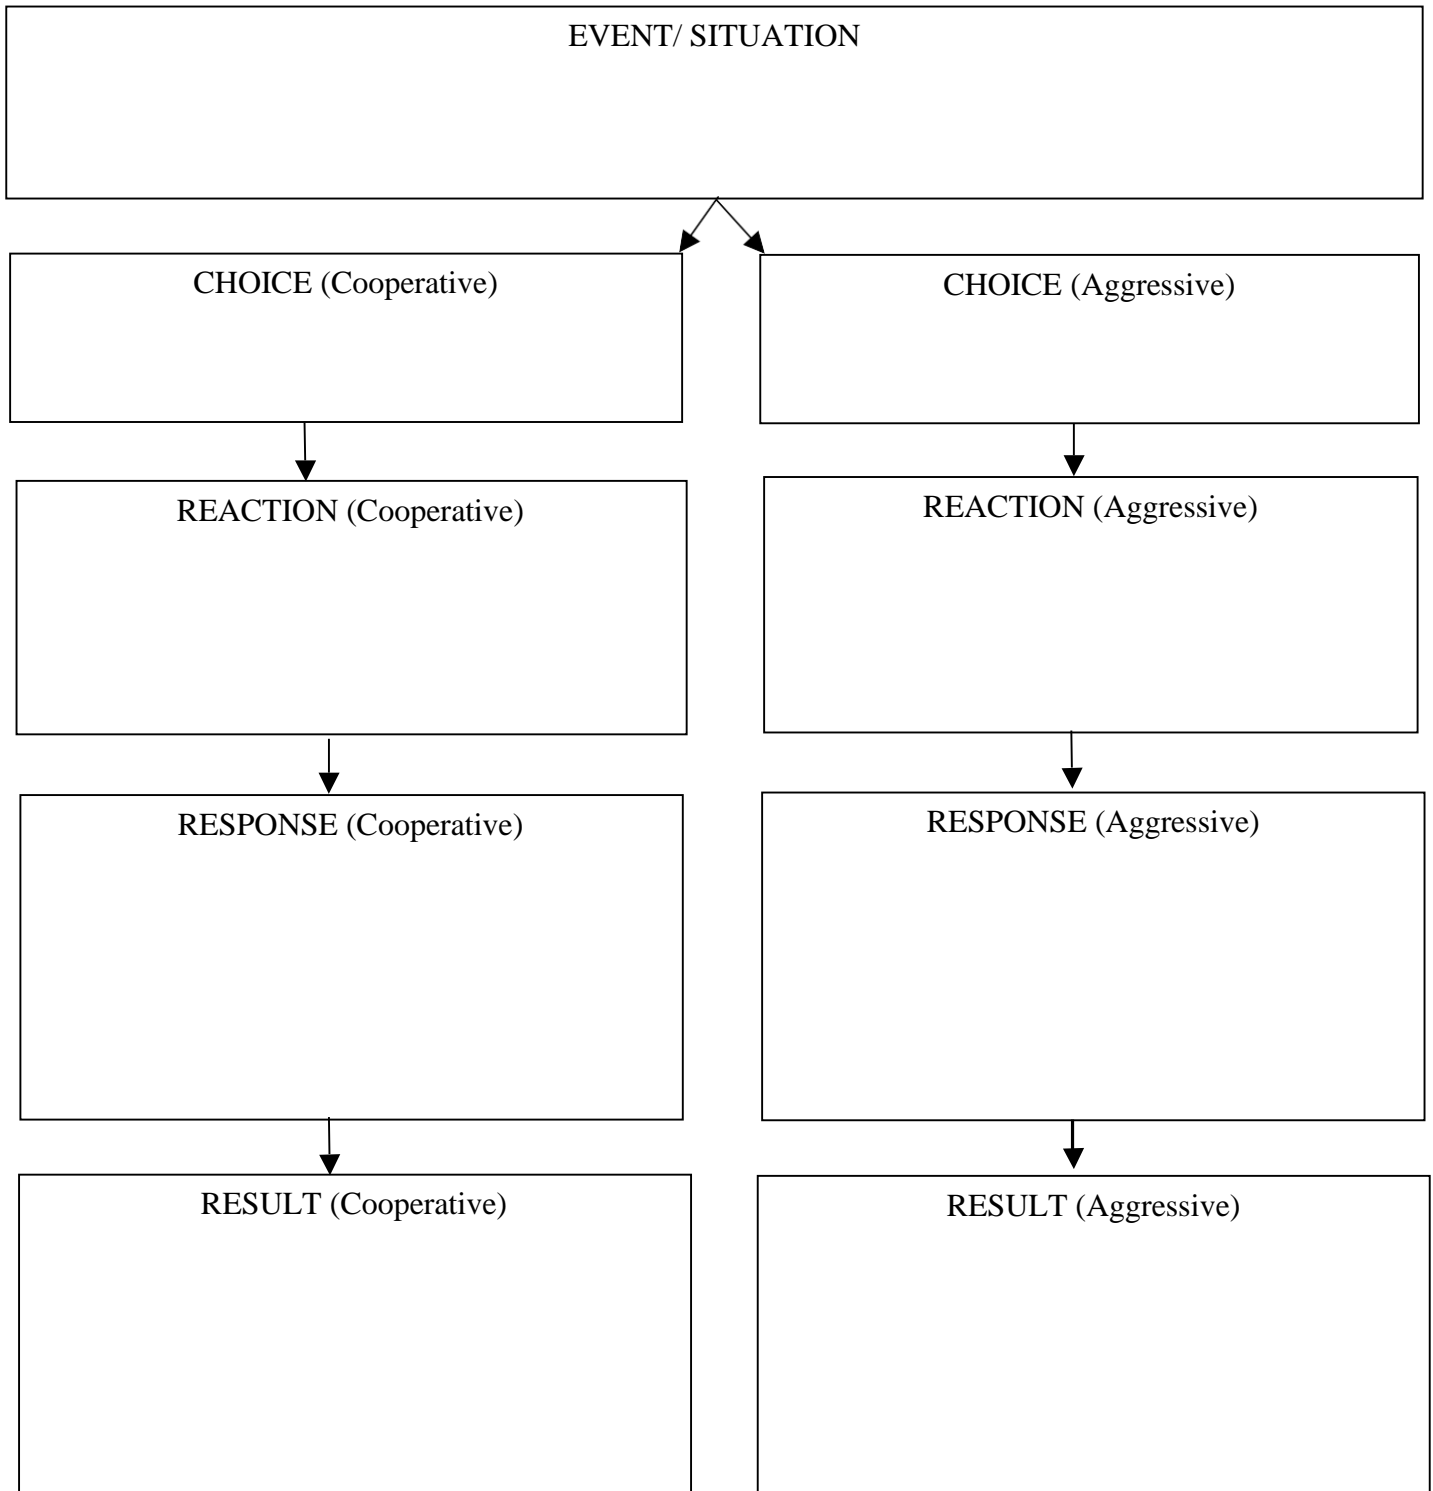 EVENT/ SITUATION
CHOICE (Cooperative)
CHOICE (Aggressive)
REACTION (Cooperative)
REACTION (Aggressive)
RESPONSE (Cooperative)
RESPONSE (Aggressive)
RESULT (Cooperative)
RESULT (Aggressive)